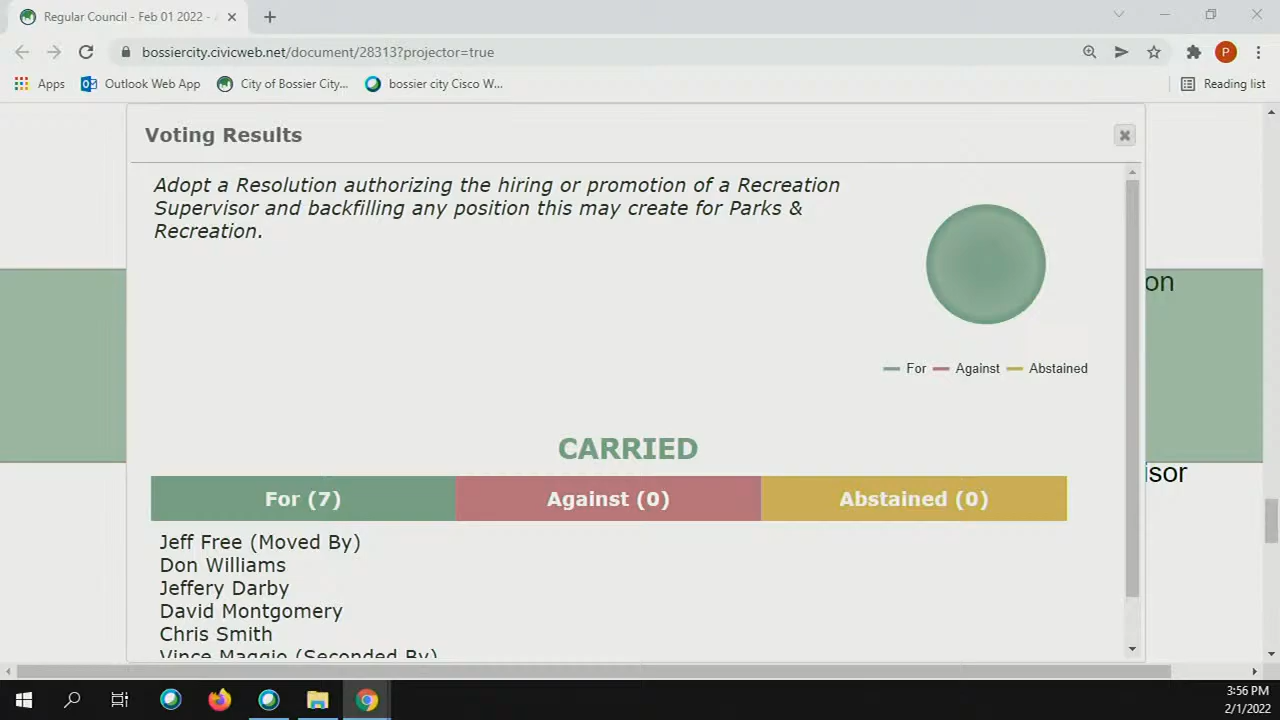 Regular Council - Feb 01 2022 -
bossiercity.civicweb.net/document/28313?projector=true
P
Apps
Outlook Web App
City of Bossier City...
bossier city Cisco W...
Reading list
Voting Results
Adopt a Resolution authorizing the hiring or promotion of a Recreation
Supervisor and backfilling any position this may create for Parks &
Recreation.
on
For Against Abstained
CARRIED
isor
For (7) Against (0) Abstained (0)
Jeff Free (Moved By)
Don Williams
Jeffery Darby
David Montgomery
Chris Smith
Vince Maggio (Seconded By)
3:56 PM
2/1/2022